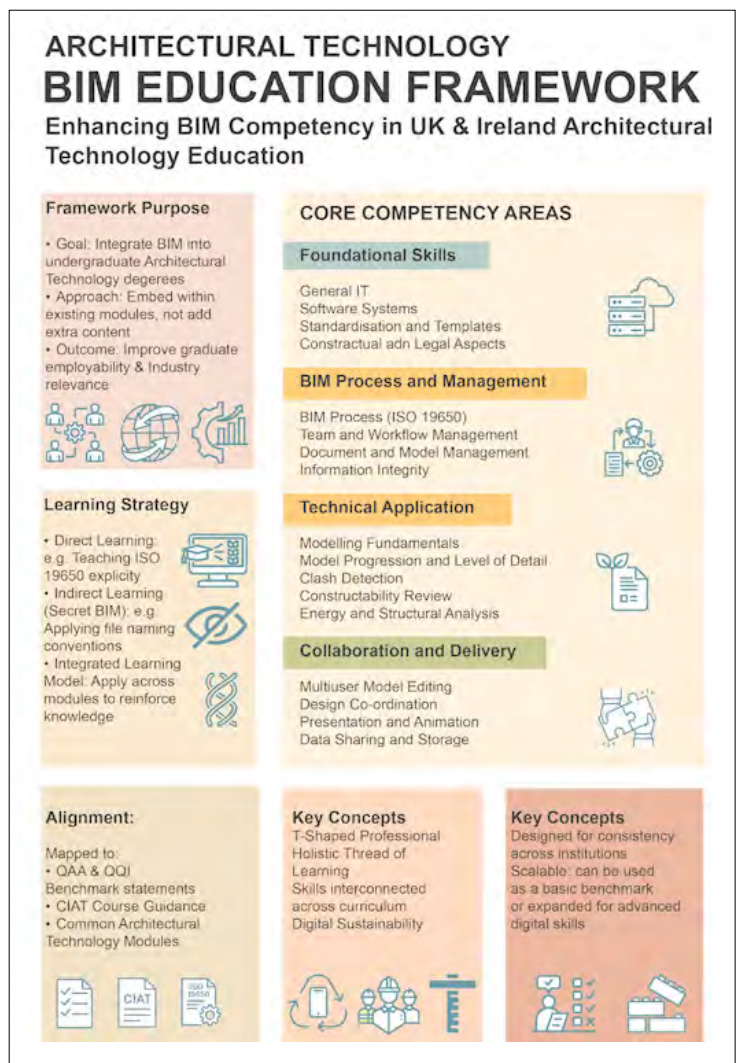 ARCHITECTURAL TECHNOLOGY
BIM EDUCATION FRAMEWORK
Enhancing BIM Competency in UK & Ireland Architectural
Technology Education
Framework Purpose
• Goal: Integrate BIM into
undergraduate Architectural
Technology degerees
• Approach: Embed within
existing modules, not add
extra content
• Outcome: Improve graduate
employability & Industry
relevance
Learning Strategy
• Direct Learning:
e.g. Teaching ISO
19650 explicity
• Indirect Learning
(Secret BIM): e.g.
Applying file naming
conventions
• Integrated Learning
Model: Apply across
modules to reinforce
knowledge
CORE COMPETENCY AREAS
Foundational Skills
General IT
Software Systems
Standardisation and Templates
Constractual adn Legal Aspects
BIM Process and Management
BIM Process (ISO 19650)
Team and Workflow Management
Document and Model Management
Information Integrity
Technical Application
Modelling Fundamentals
Model Progression and Level of Detail
Clash Detection
Constructability Review
Energy and Structural Analysis
Collaboration and Delivery
Multiuser Model Editing
Design Co-ordination
Presentation and Animation
Data Sharing and Storage
Alignment:
Mapped to:
• QAA & QQI
Benchmark statements
• CIAT Course Guidance
• Common Architectural
Technology Modules
CIAT
ISO
19650
Key Concepts
T-Shaped Professional
Holistic Thread of
Learning
Skills interconnected
across curriculum
Digital Sustainability
Key Concepts
Designed for consistency
across institutions
Scalable: can be used
as a basic benchmark
or expanded for advanced
digital skills